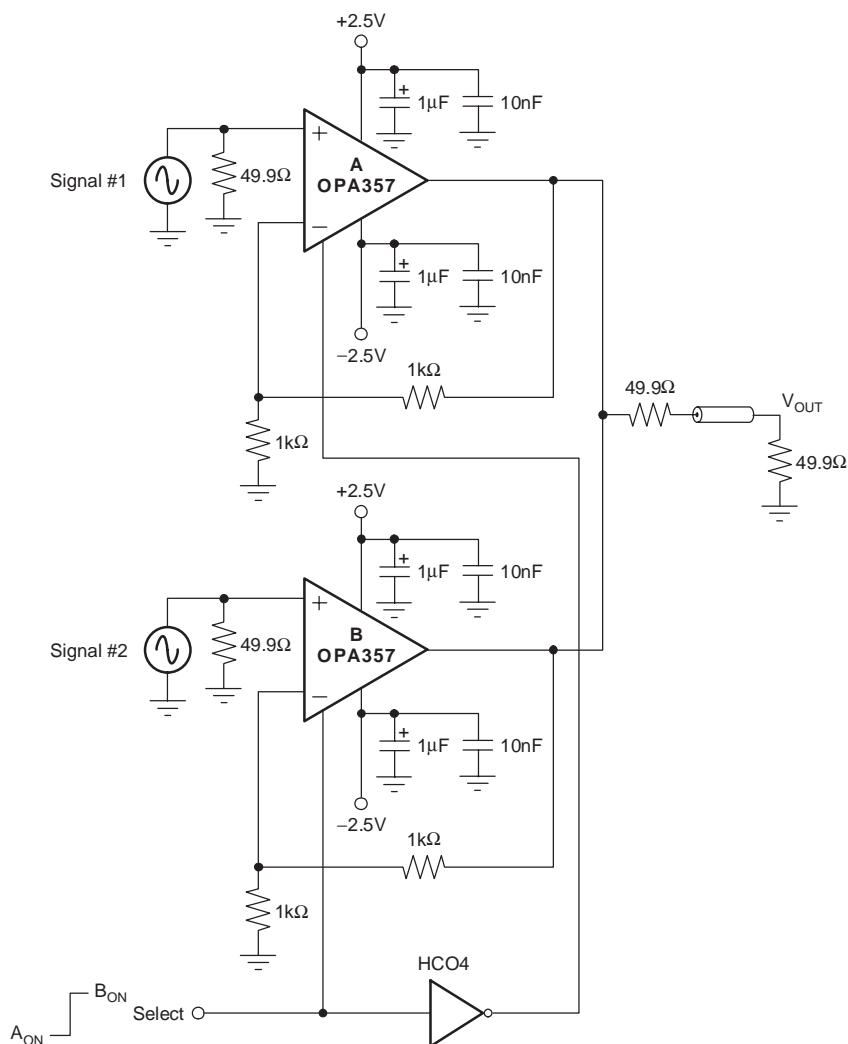 +2.5V
+
1μF
10nF
+
A
OPA357
Signal #1
49.9Ω
−
+
1μF
10nF
−2.5V
1kΩ
1kΩ
49.9Ω
VOUT
49.9Ω
+2.5V
+
1μF
10nF
+
B
OPA357
Signal #2
49.9Ω
−
+
1μF
10nF
−2.5V
1kΩ
1kΩ
HCO4
BON
Select
AON